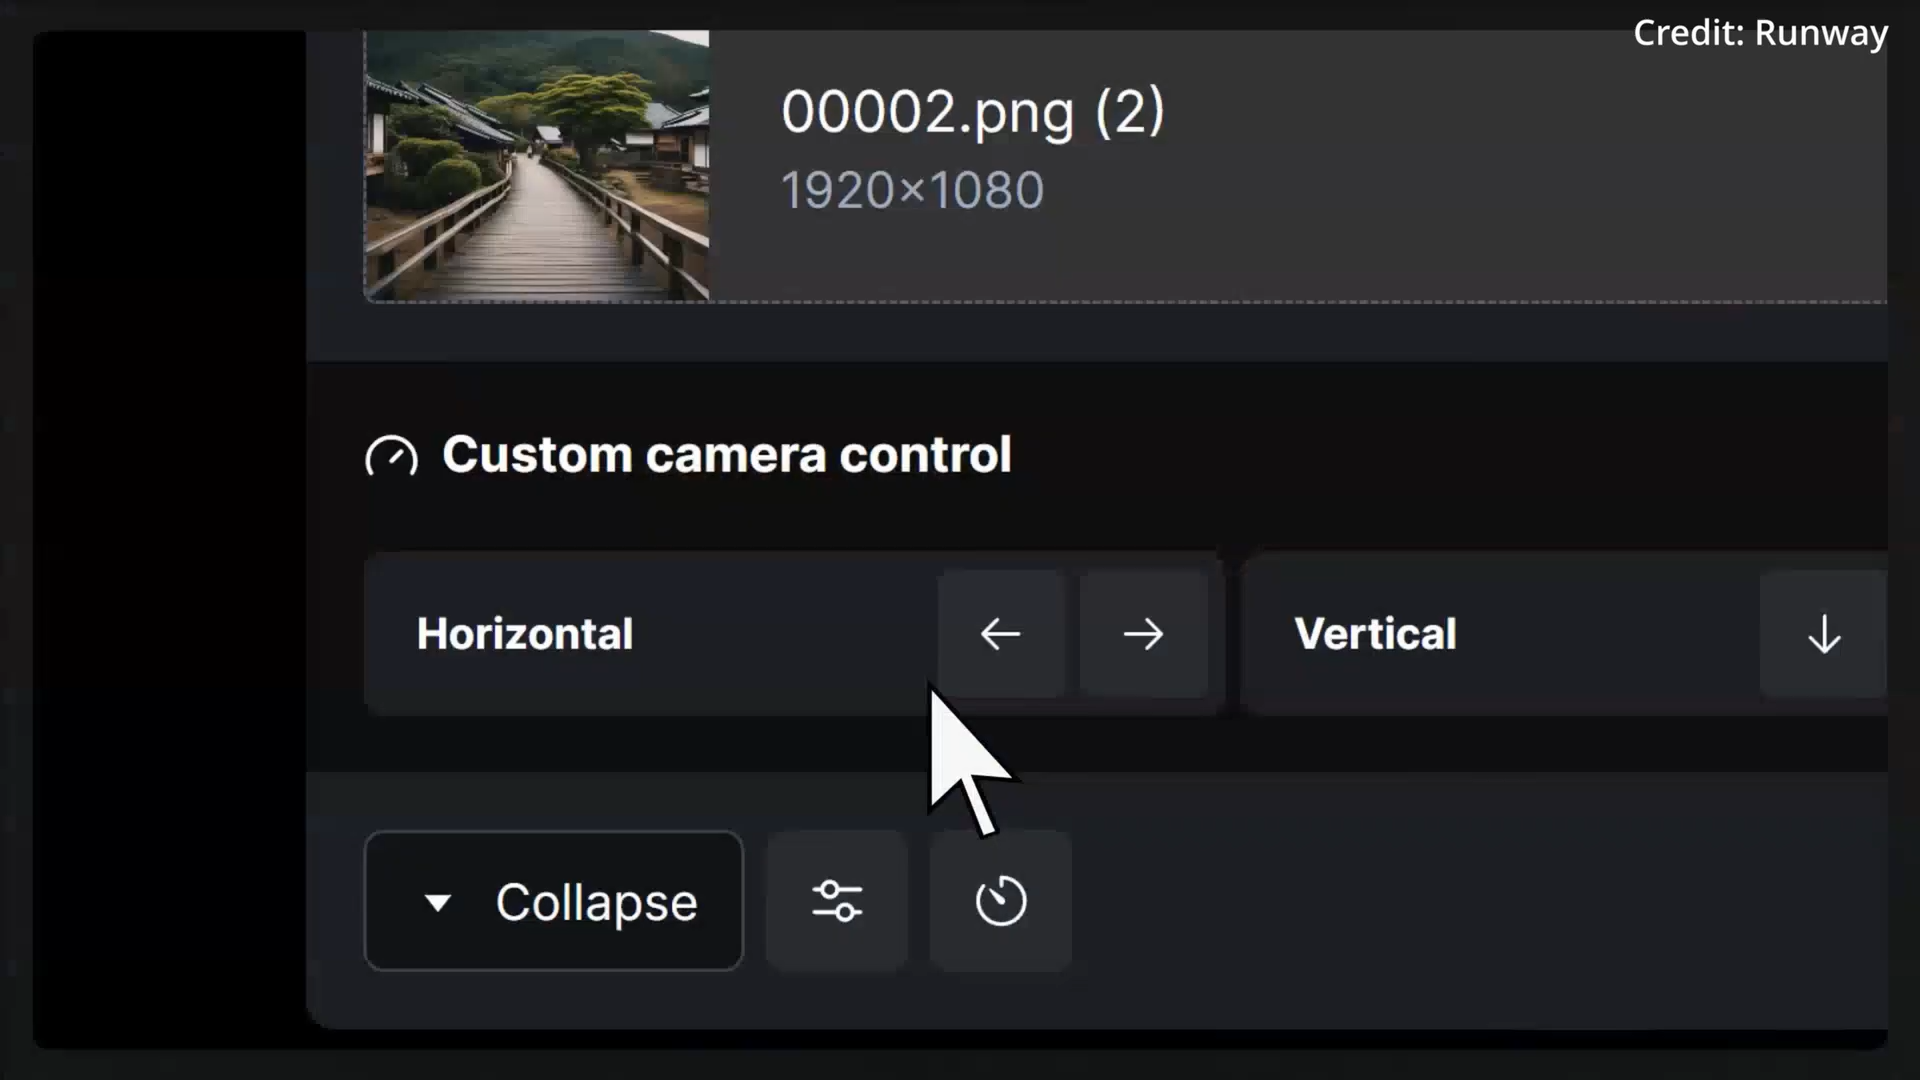 Credit: Runway
00002.png (2)
1920×1080
Custom camera control
Horizontal
Vertical
Collapse